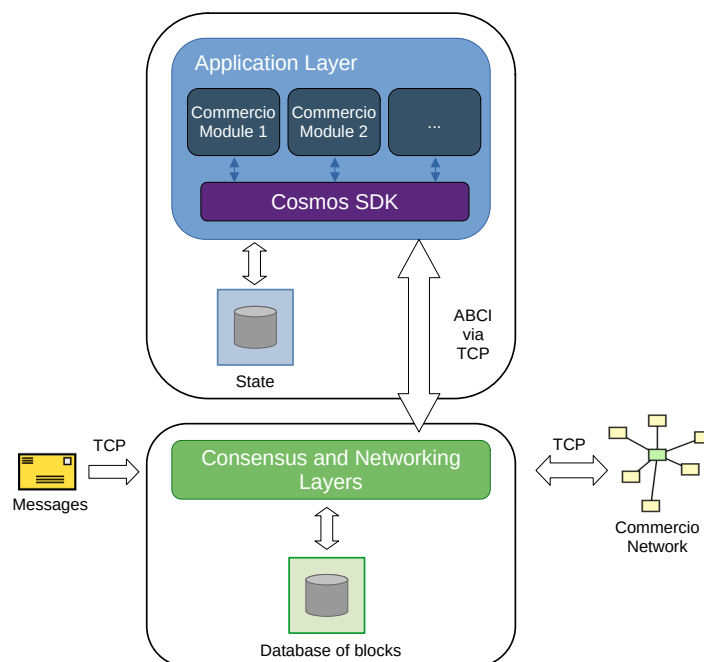 Application Layer
Commercio
Module 1
Commercio
Module 2
...
Cosmos SDK
ABCI
via
TCP
State
TCP
Consensus and Networking
Layers
TCP
Messages
Commercio
Network
Database of blocks